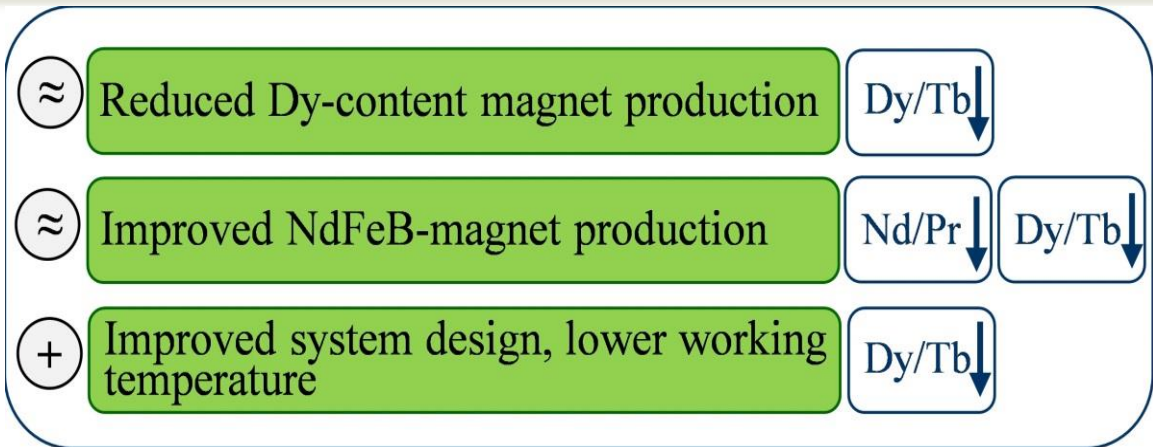 ≈ Reduced Dy-content magnet production Dy/Tb↓
≈ Improved NdFeB-magnet production Nd/Pr↓ Dy/Tb↓
+ Improved system design, lower working
temperature Dy/Tb↓